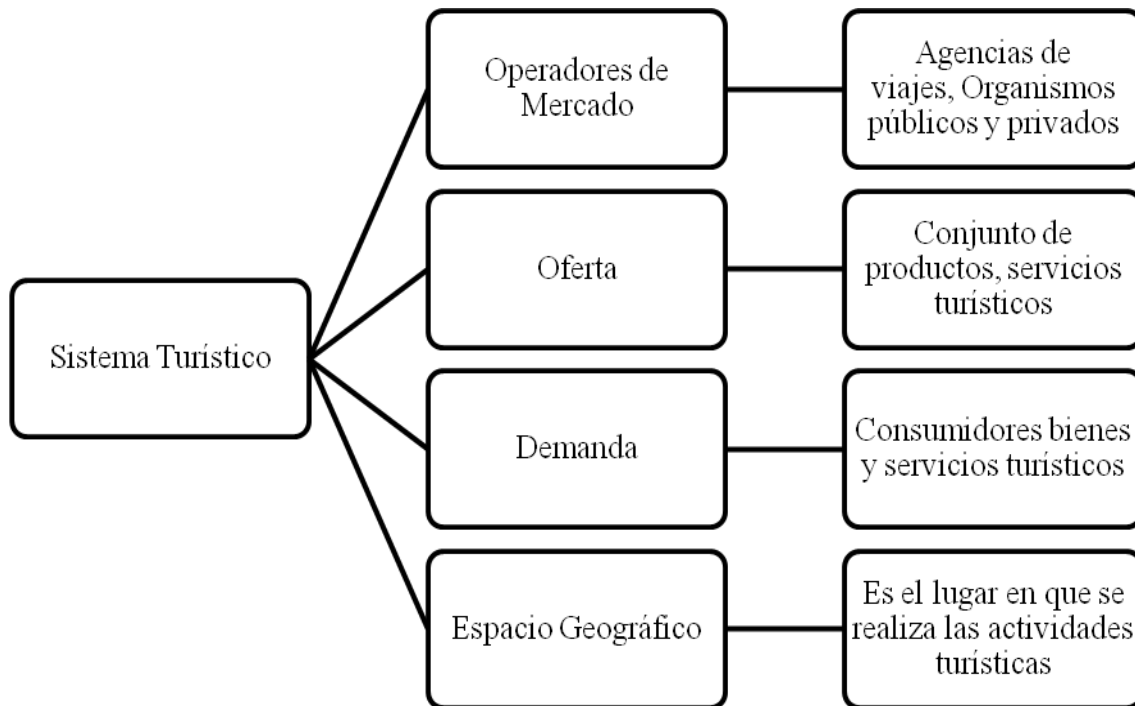 Sistema Turístico
Operadores de
Mercado
Agencias de
viajes, Organismos
públicos y privados
Oferta
Conjunto de
productos, servicios
turísticos
Demanda
Consumidores bienes
y servicios turísticos
Espacio Geográfico
Es el lugar en que se
realiza las actividades
turísticas